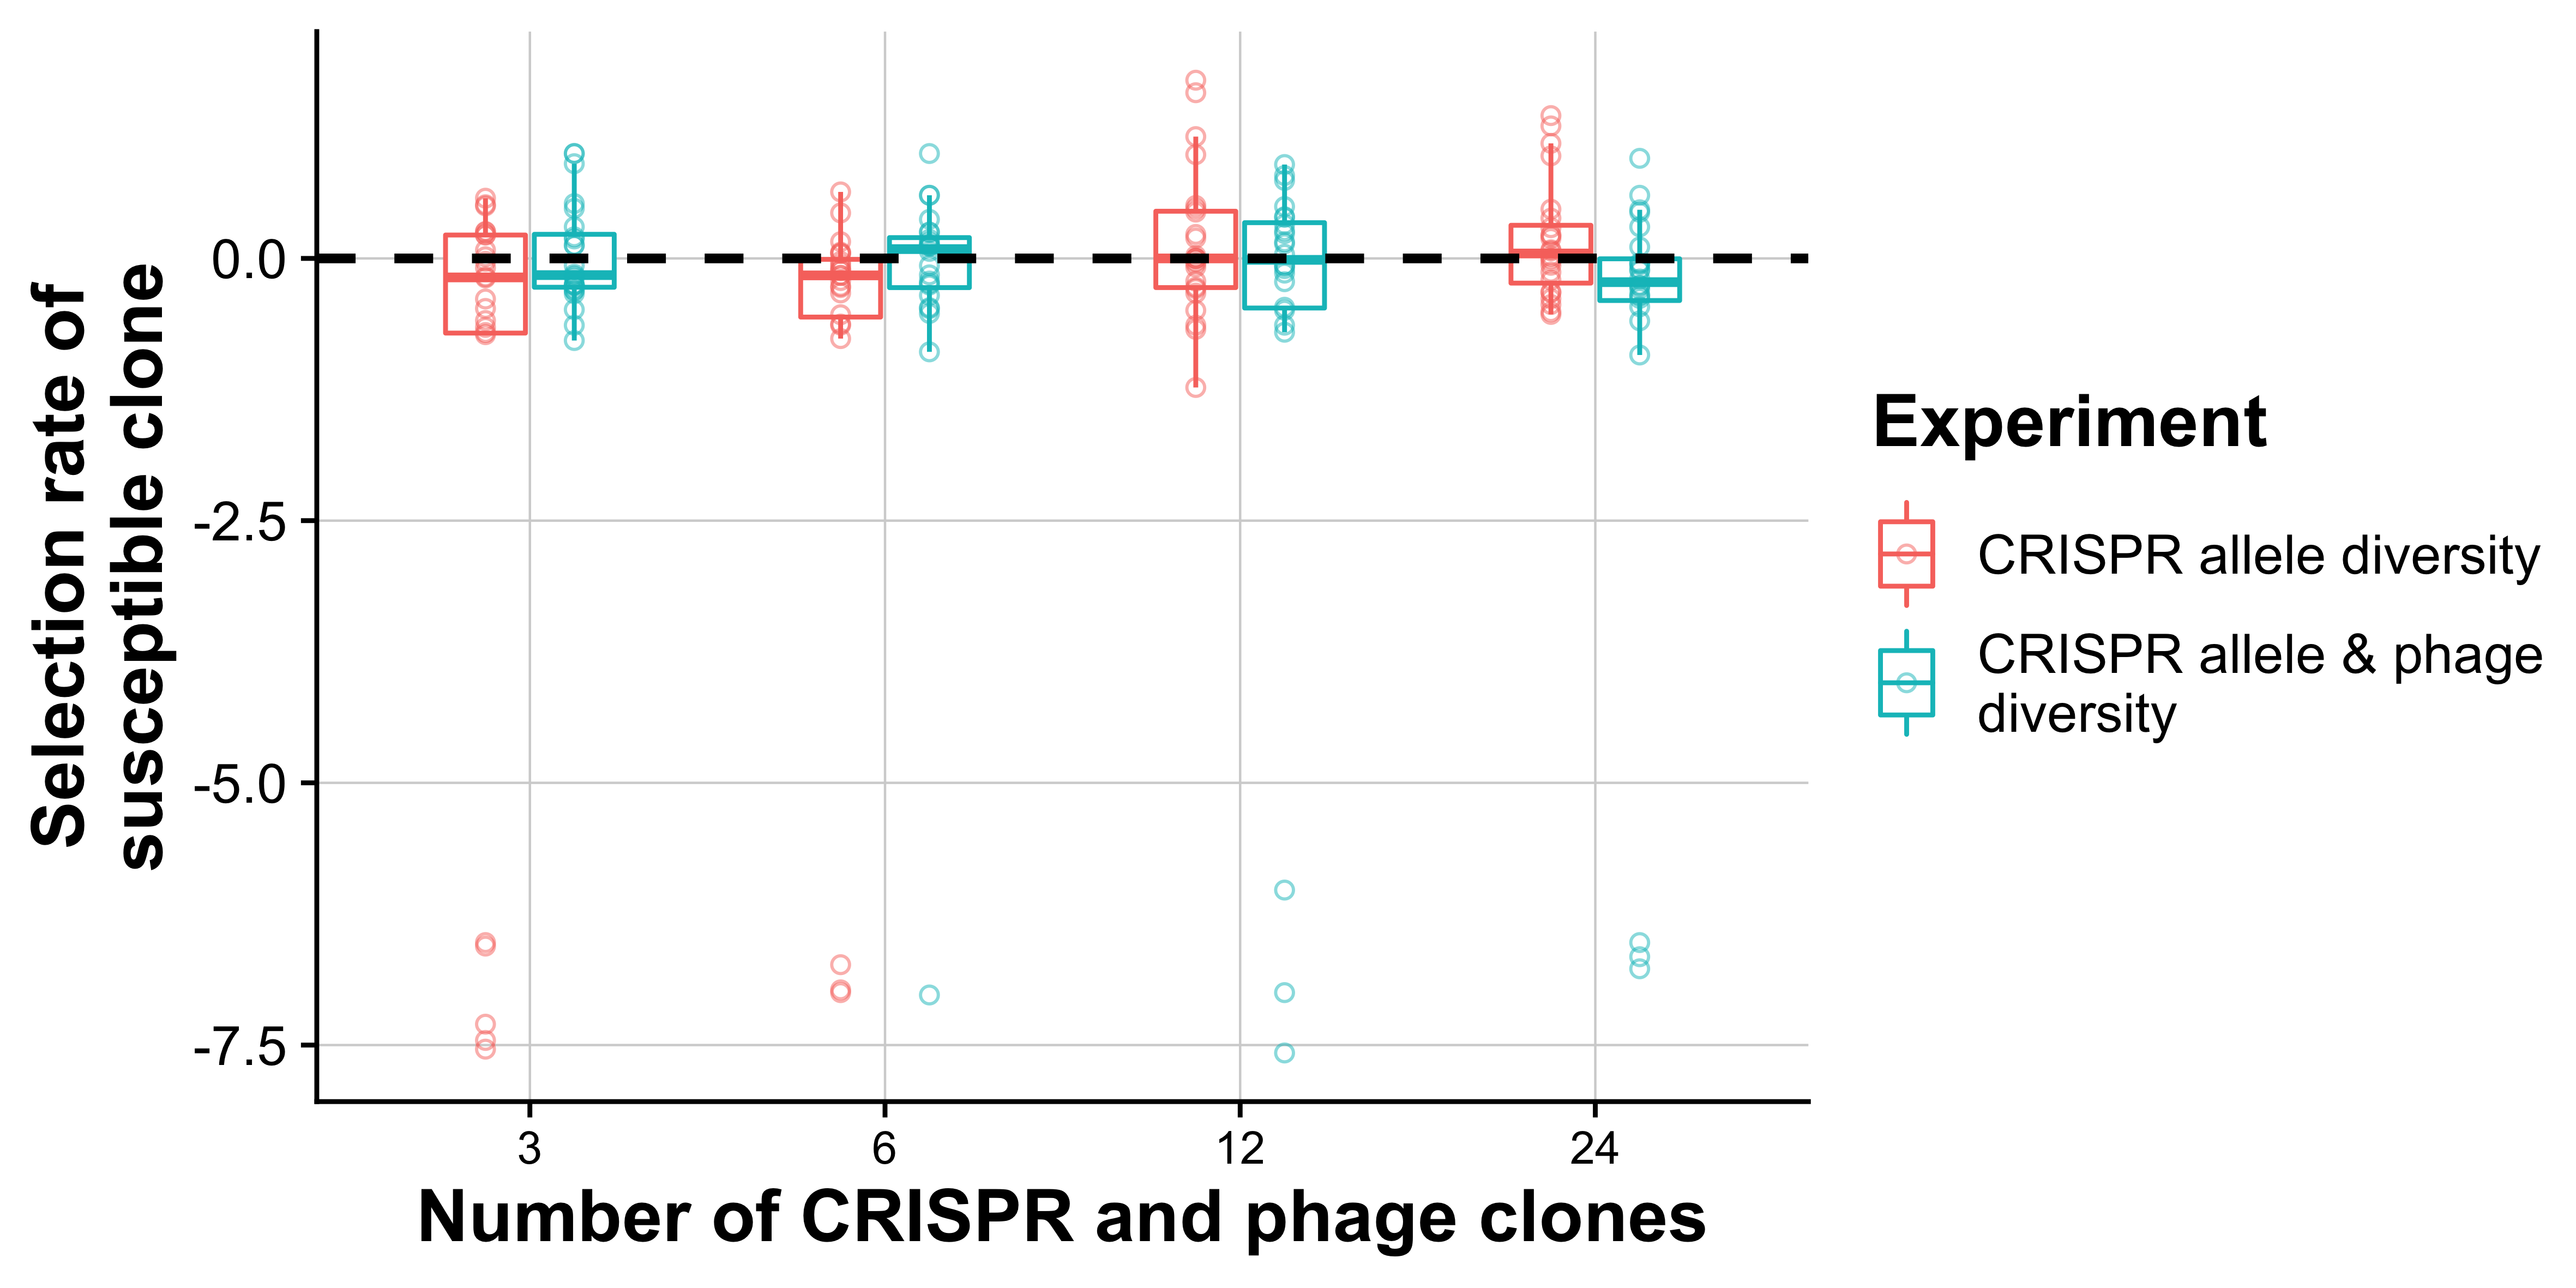 Selection rate of
susceptible clone
0.0
-2.5
-5.0
-7.5
3
6
12
24
Number of CRISPR and phage clones
Experiment
CRISPR allele diversity
CRISPR allele & phage
diversity